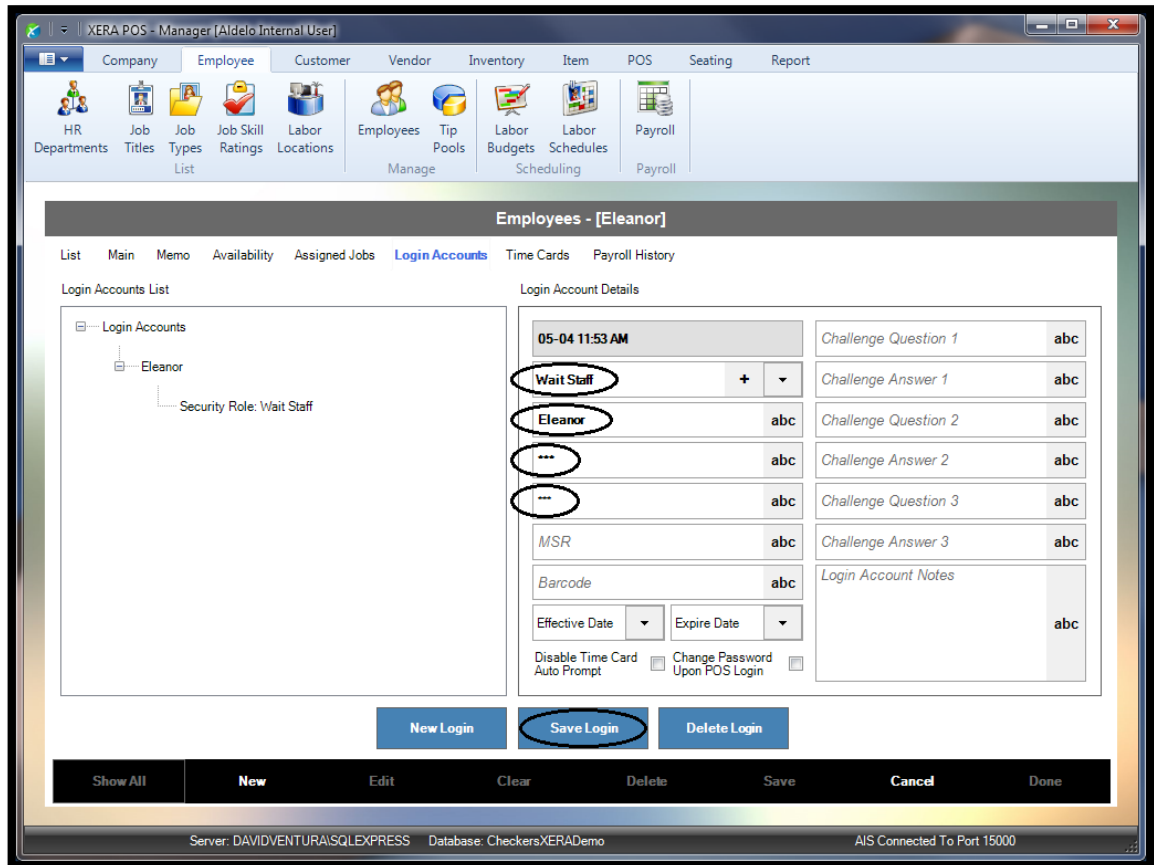 XERA POS - Manager [Aldelo Internal User]
Company Employee Customer Vendor Inventory Item POS Seating Report
HR Departments
Job Titles
Job Types
Job Skill Ratings
Labor Locations
Employees
Tip Pools
Labor Budgets
Labor Schedules
Payroll
List Manage Scheduling Payroll
Employees - [Eleanor]
List Main Memo Availability Assigned Jobs Login Accounts Time Cards Payroll History
Login Accounts List
Login Accounts
Eleanor
Security Role: Wait Staff
Login Account Details
05-04 11:53 AM
Wait Staff +
Eleanor abc
*** abc
*** abc
MSR abc
Barcode abc
Effective Date Expire Date
Disable Time Card
Auto Prompt
Change Password
Upon POS Login
Challenge Question 1 abc
Challenge Answer 1 abc
Challenge Question 2 abc
Challenge Answer 2 abc
Challenge Question 3 abc
Challenge Answer 3 abc
Login Account Notes
abc
New Login Save Login Delete Login
Show All New Edit Clear Delete Save Cancel Done
Server: DAVIDVENTURA\SQLEXPRESS Database: CheckersXERADemo AIS Connected To Port 15000